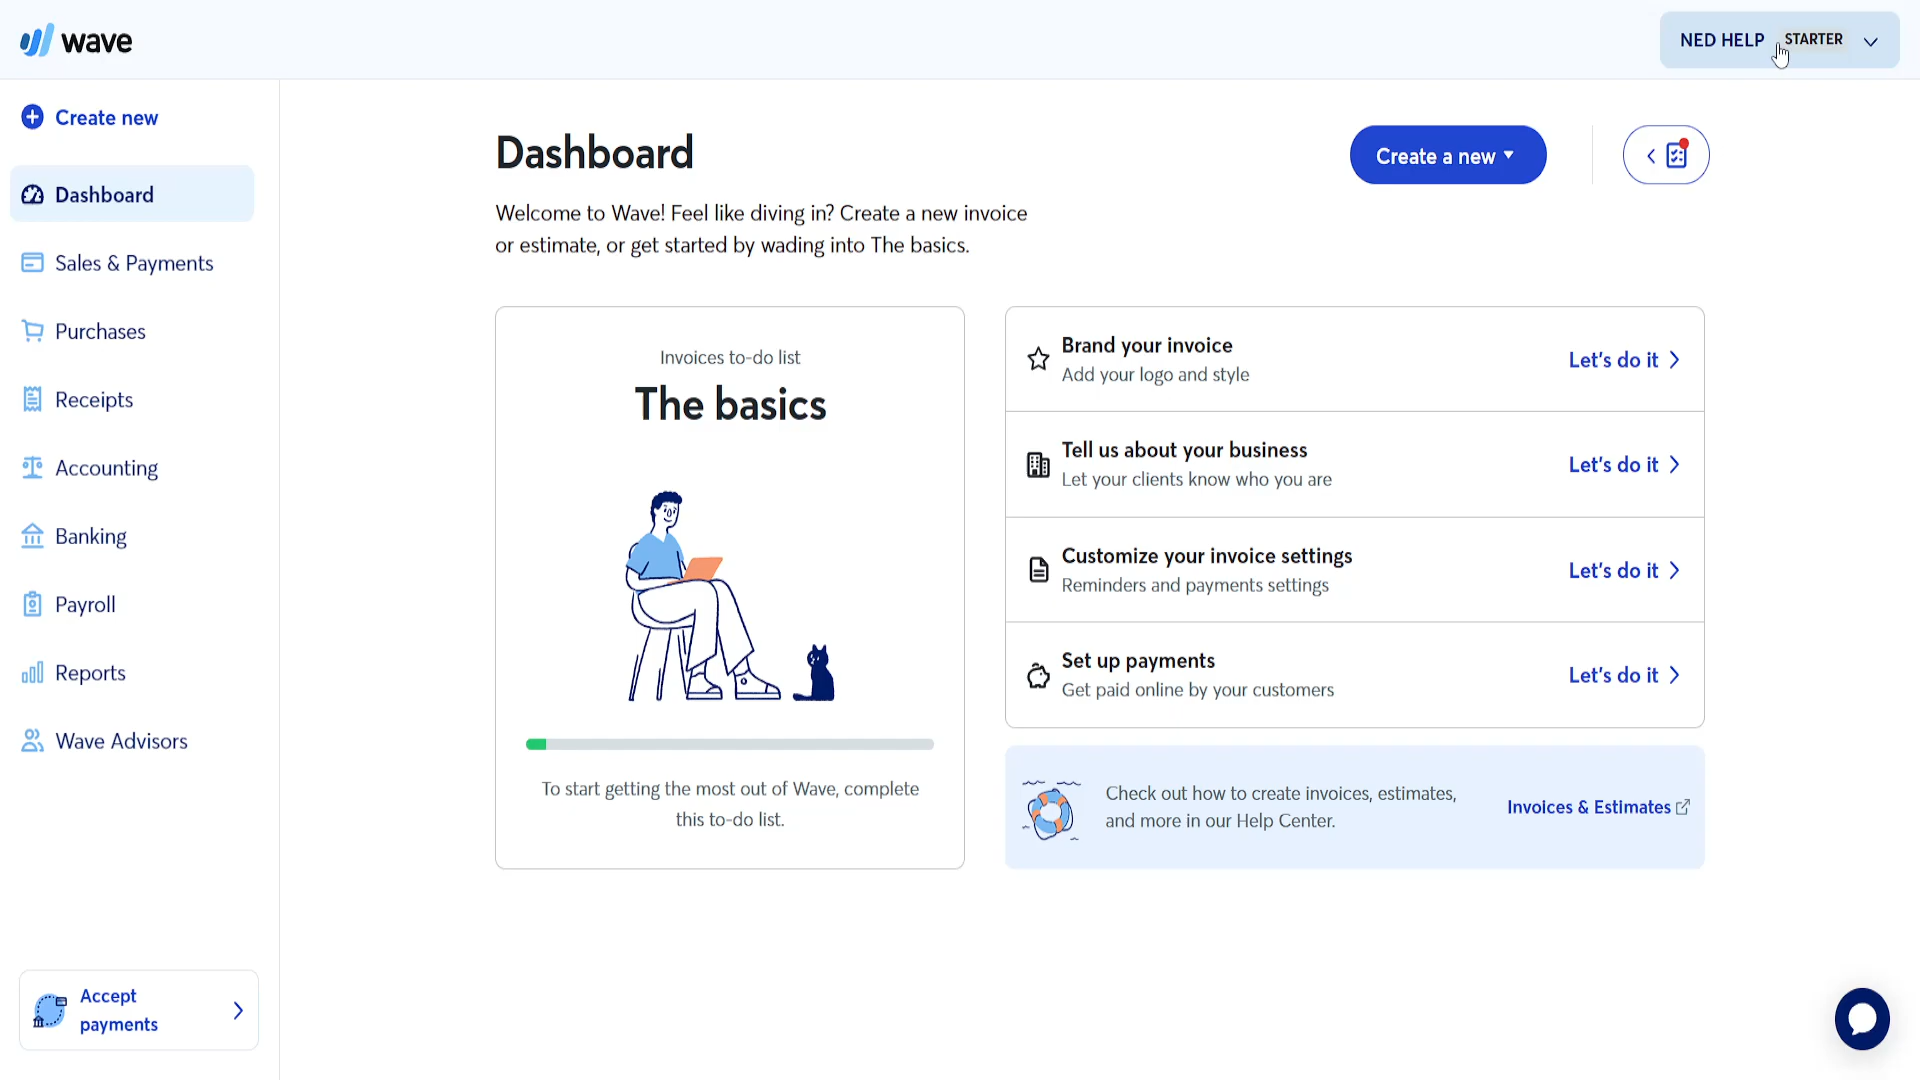 wave
NED HELP STARTER
Create new
Dashboard
Sales & Payments
Purchases
Receipts
Accounting
Banking
Payroll
Reports
Wave Advisors
Accept
payments
Dashboard
Create a new
Welcome to Wave! Feel like diving in? Create a new invoice
or estimate, or get started by wading into The basics.
Invoices to-do list
The basics
To start getting the most out of Wave, complete
this to-do list.
Brand your invoice
Add your logo and style
Let's do it
Tell us about your business
Let your clients know who you are
Let's do it
Customize your invoice settings
Reminders and payments settings
Let's do it
Set up payments
Get paid online by your customers
Let's do it
Check out how to create invoices, estimates,
and more in our Help Center.
Invoices & Estimates